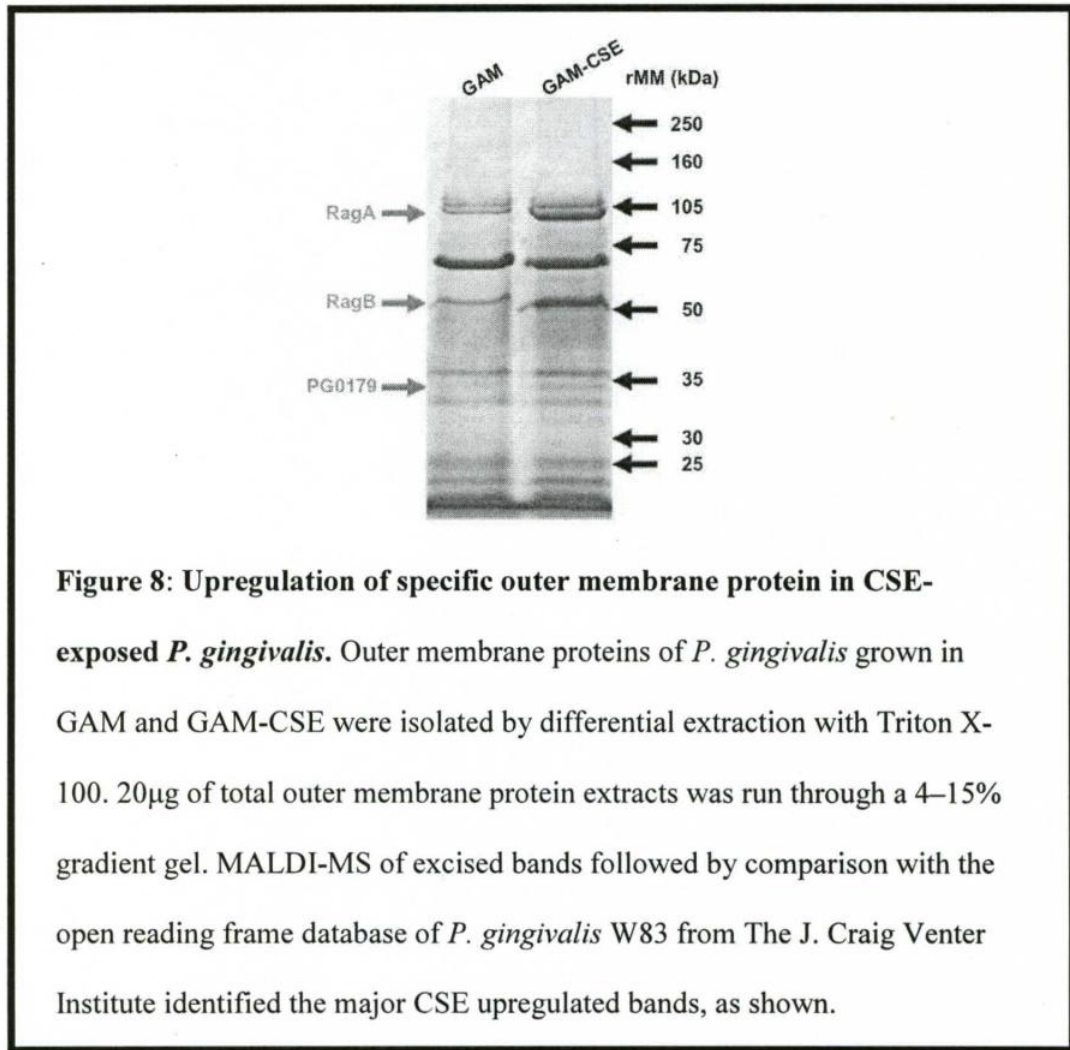 GAM GAM-CSE rMM (kDa)
250
160
RagA 105
75
RagB 50
PG0179 35
30
25
Figure 8: Upregulation of specific outer membrane protein in CSE-
exposed P. gingivalis. Outer membrane proteins of P. gingivalis grown in
GAM and GAM-CSE were isolated by differential extraction with Triton X-
100. 20μg of total outer membrane protein extracts was run through a 4–15%
gradient gel. MALDI-MS of excised bands followed by comparison with the
open reading frame database of P. gingivalis W83 from The J. Craig Venter
Institute identified the major CSE upregulated bands, as shown.